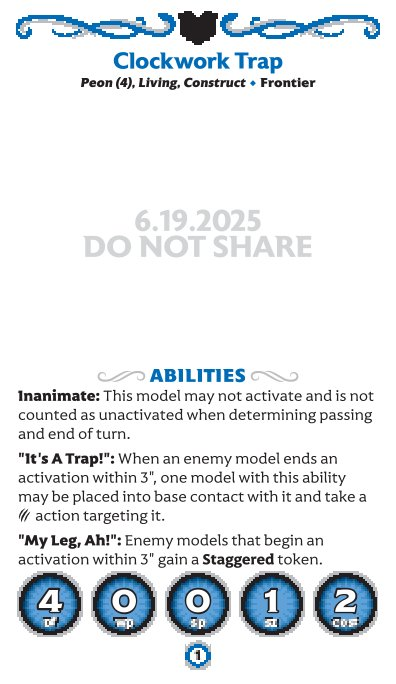 Clockwork Trap
Peon (4), Living, Construct ⬥ Frontier
6.19.2025
DO NOT SHARE
ABILITIES
Inanimate: This model may not activate and is not
counted as unactivated when determining passing
and end of turn.
"It's A Trap!": When an enemy model ends an
activation within 3", one model with this ability
may be placed into base contact with it and take a
action targeting it.
"My Leg, Ah!": Enemy models that begin an
activation within 3" gain a Staggered token.
4 0 0 1 2
Df Wp Sp Sz Cost
1